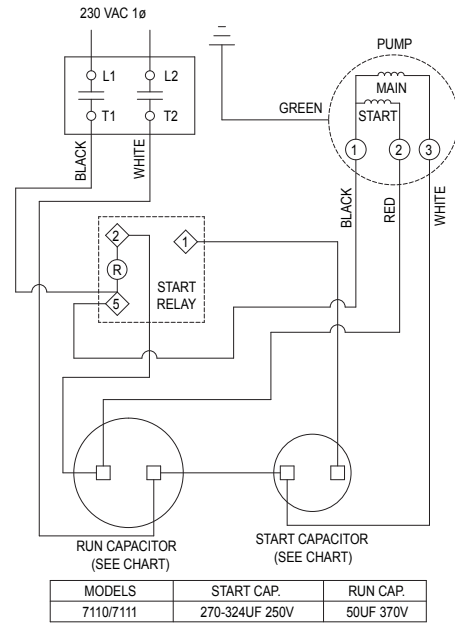 230 VAC 1ø
L1
L2
T1
T2
BLACK
WHITE
GREEN
PUMP
MAIN
START
1
2
3
BLACK
RED
WHITE
2
1
R
5
START
RELAY
RUN CAPACITOR
(SEE CHART)
START CAPACITOR
(SEE CHART)
MODELS START CAP. RUN CAP.
7110/7111 270-324UF 250V 50UF 370V